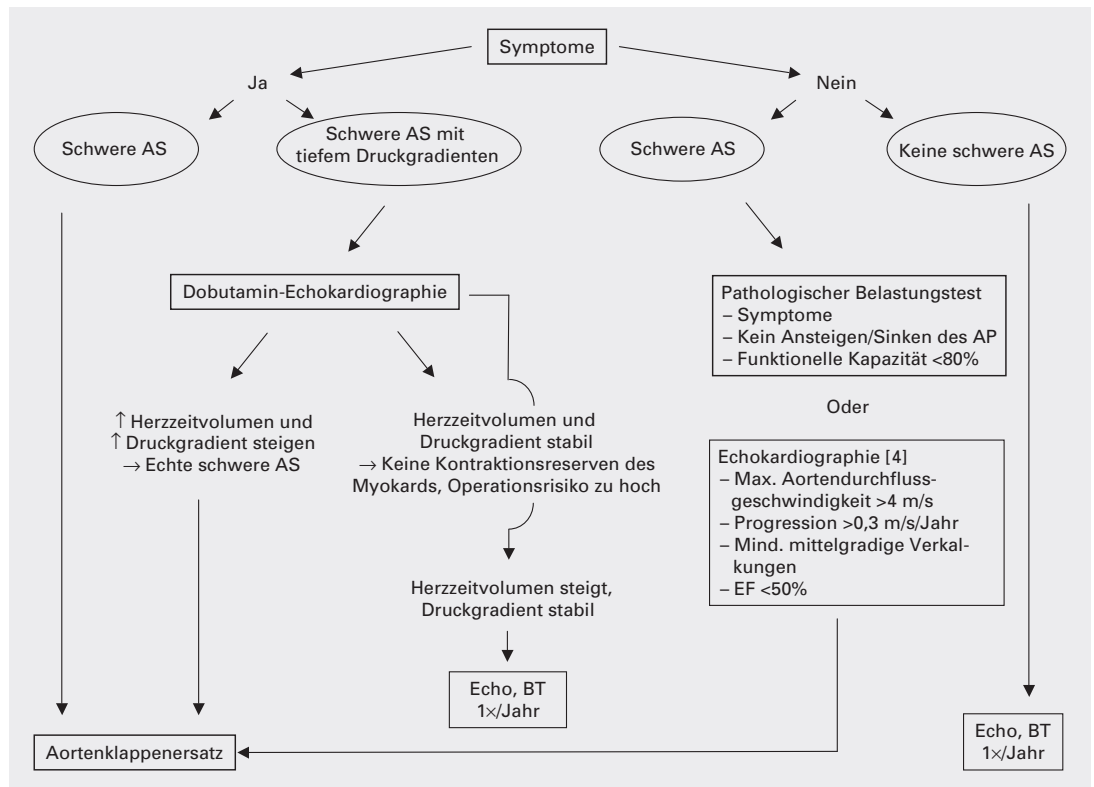 Symptome
Ja
Nein
Schwere AS
Schwere AS mit
tiefem Druckgradienten
Schwere AS
Keine schwere AS
Dobutamin-Echokardiographie
Pathologischer Belastungstest
– Symptome
– Kein Ansteigen/Sinken des AP
– Funktionelle Kapazität <80%
Oder
↑ Herzzeitvolumen und
↑ Druckgradient steigen
→ Echte schwere AS
Herzzeitvolumen und
Druckgradient stabil
→ Keine Kontraktionsreserven des
Myokards, Operationsrisiko zu hoch
Echokardiographie [4]
– Max. Aortendurchfluss-
geschwindigkeit >4 m/s
– Progression >0,3 m/s/Jahr
– Mind. mittelgradige Verkal-
kungen
– EF <50%
Herzzeitvolumen steigt,
Druckgradient stabil
Echo, BT
1×/Jahr
Aortenklappenersatz
Echo, BT
1×/Jahr